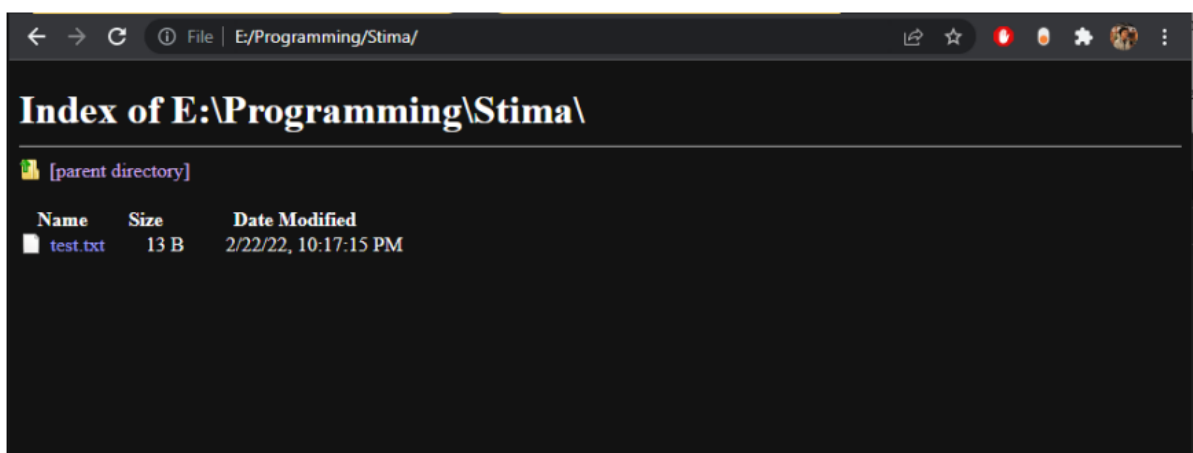 File | E:/Programming/Stima/
Index of E:\Programming\Stima\
[parent directory]
Name Size Date Modified
test.txt 13 B 2/22/22, 10:17:15 PM